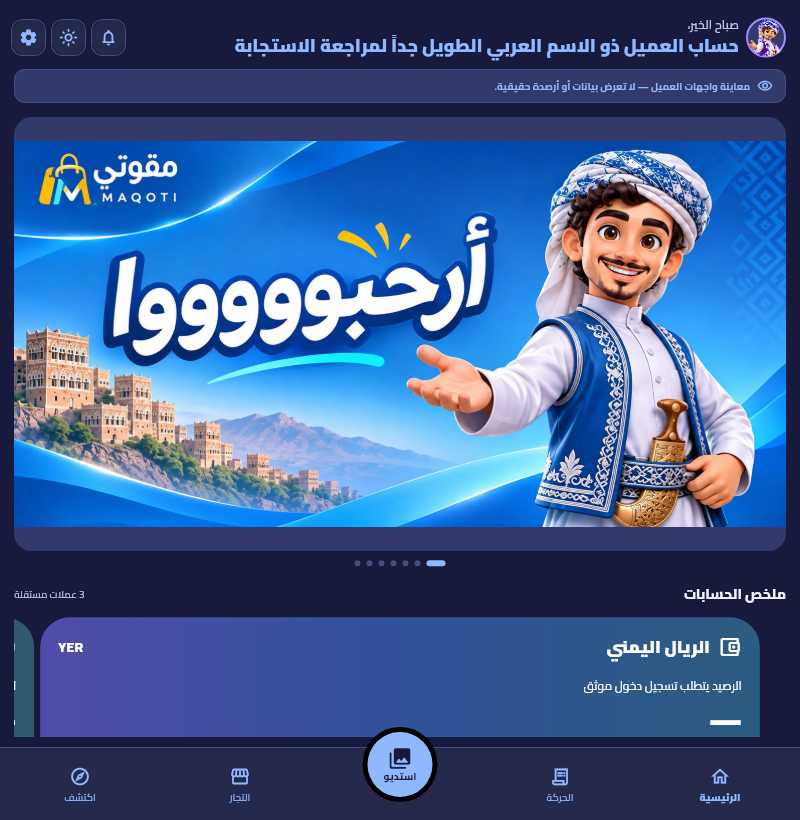 صباح الخير،
حساب العميل ذو الاسم العربي الطويل جداً لمراجعة الاستجابة
معاينة واجهات العميل — لا تعرض بيانات أو أرصدة حقيقية.
مقوتي
MAQOTI
أرحبوووووا
ملخص الحسابات
3 عملات مستقلة
الريال اليمني
YER
الرصيد يتطلب تسجيل دخول موثق
الرئيسية
الحركة
استديو
التجار
اكتشف